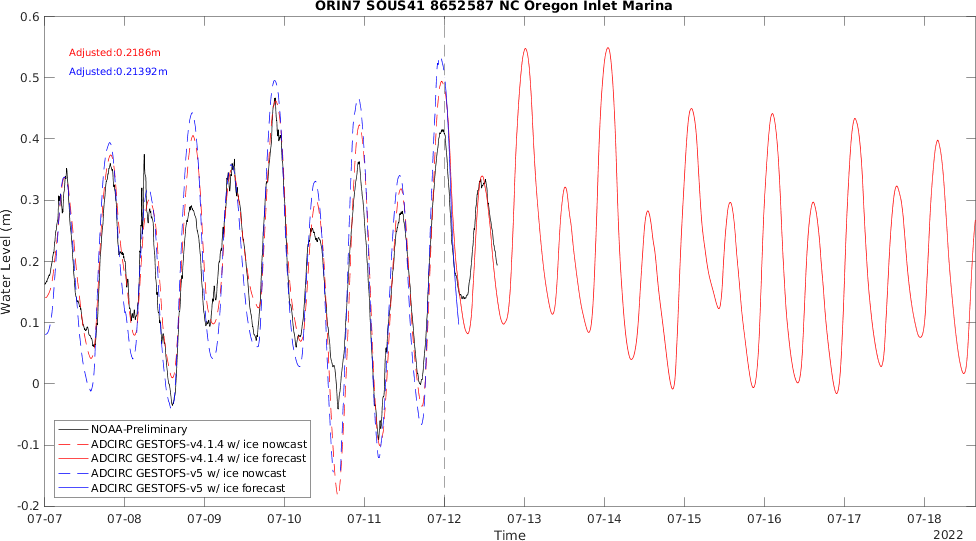 ORIN7 SOUS41 8652587 NC Oregon Inlet Marina
Adjusted:0.2186m
Adjusted:0.21392m
0.6
0.5
0.4
0.3
0.2
0.1
0
-0.1
-0.2
Water Level (m)
NOAA-Preliminary
ADCIRC GESTOFS-v4.1.4 w/ ice nowcast
ADCIRC GESTOFS-v4.1.4 w/ ice forecast
ADCIRC GESTOFS-v5 w/ ice nowcast
ADCIRC GESTOFS-v5 w/ ice forecast
07-07 07-08 07-09 07-10 07-11 07-12 07-13 07-14 07-15 07-16 07-17 07-18
Time
2022